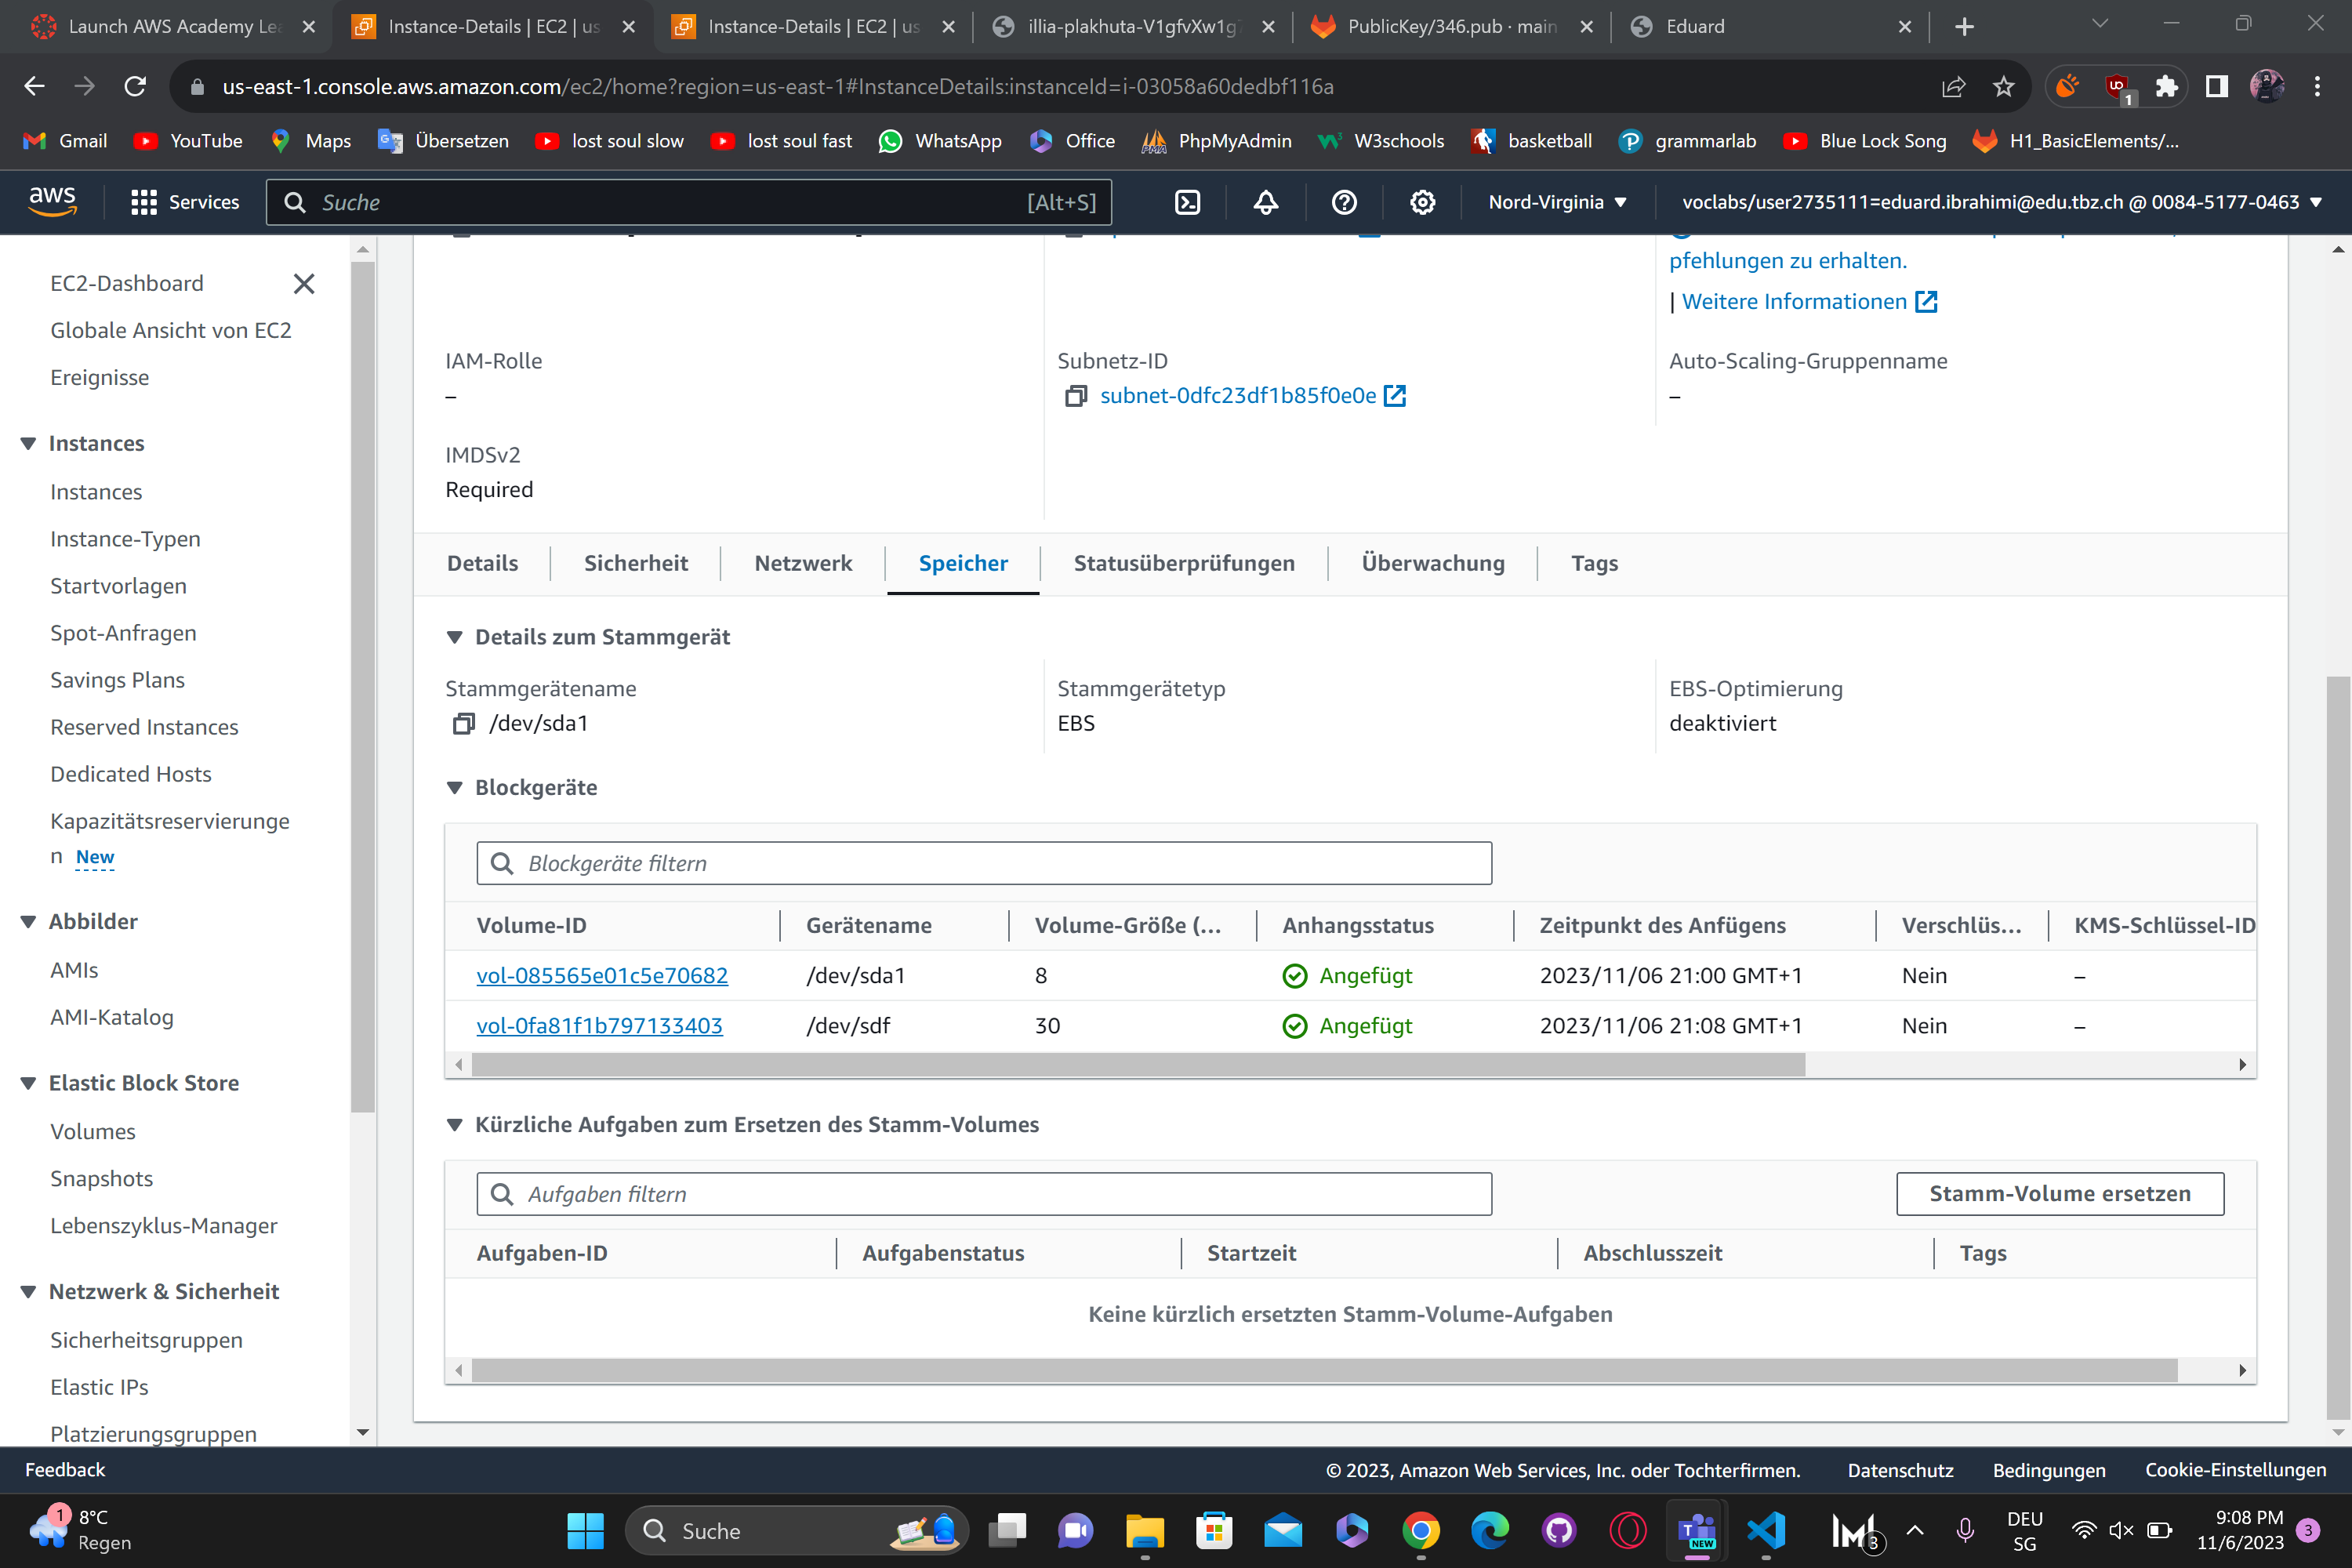 Launch AWS Academy Lea
Instance-Details | EC2 | us
Instance-Details | EC2 | us
illia-plakhuta-V1gfvXw1g
PublicKey/346.pub · main
Eduard
us-east-1.console.aws.amazon.com/ec2/home?region=us-east-1#InstanceDetails:instanceId=i-03058a60dedbf116a
1
Gmail
YouTube
Maps
Übersetzen
lost soul slow
lost soul fast
WhatsApp
Office
PhpMyAdmin
W3schools
basketball
grammarlab
Blue Lock Song
H1_BasicElements/...
aws
Services
Suche
[Alt+S]
Nord-Virginia
voclabs/user2735111=eduard.ibrahimi@edu.tbz.ch @ 0084-5177-0463
EC2-Dashboard
Globale Ansicht von EC2
Ereignisse
Instances
Instances
Instance-Typen
Startvorlagen
Spot-Anfragen
Savings Plans
Reserved Instances
Dedicated Hosts
Kapazitätsreservierunge
n New
Abbilder
AMIs
AMI-Katalog
Elastic Block Store
Volumes
Snapshots
Lebenszyklus-Manager
Netzwerk & Sicherheit
Sicherheitsgruppen
Elastic IPs
Platzierungsgruppen
pfehlungen zu erhalten.
| Weitere Informationen
IAM-Rolle
–
Subnetz-ID
subnet-0dfc23df1b85f0e0e
Auto-Scaling-Gruppenname
–
IMDSv2
Required
Details
Sicherheit
Netzwerk
Speicher
Statusüberprüfungen
Überwachung
Tags
Details zum Stammgerät
Stammgerätename
/dev/sda1
Stammgerätetyp
EBS
EBS-Optimierung
deaktiviert
Blockgeräte
Blockgeräte filtern
Volume-ID Gerätename Volume-Größe (... Anhangsstatus Zeitpunkt des Anfügens Verschlüs... KMS-Schlüssel-ID
vol-085565e01c5e70682 /dev/sda1 8 Angefügt 2023/11/06 21:00 GMT+1 Nein –
vol-0fa81f1b797133403 /dev/sdf 30 Angefügt 2023/11/06 21:08 GMT+1 Nein –
Kürzliche Aufgaben zum Ersetzen des Stamm-Volumes
Aufgaben filtern
Stamm-Volume ersetzen
Aufgaben-ID Aufgabenstatus Startzeit Abschlusszeit Tags
Keine kürzlich ersetzten Stamm-Volume-Aufgaben
Feedback
© 2023, Amazon Web Services, Inc. oder Tochterfirmen.
Datenschutz
Bedingungen
Cookie-Einstellungen
1
8°C
Regen
Suche
NEW
3
DEU
SG
9:08 PM
11/6/2023
3